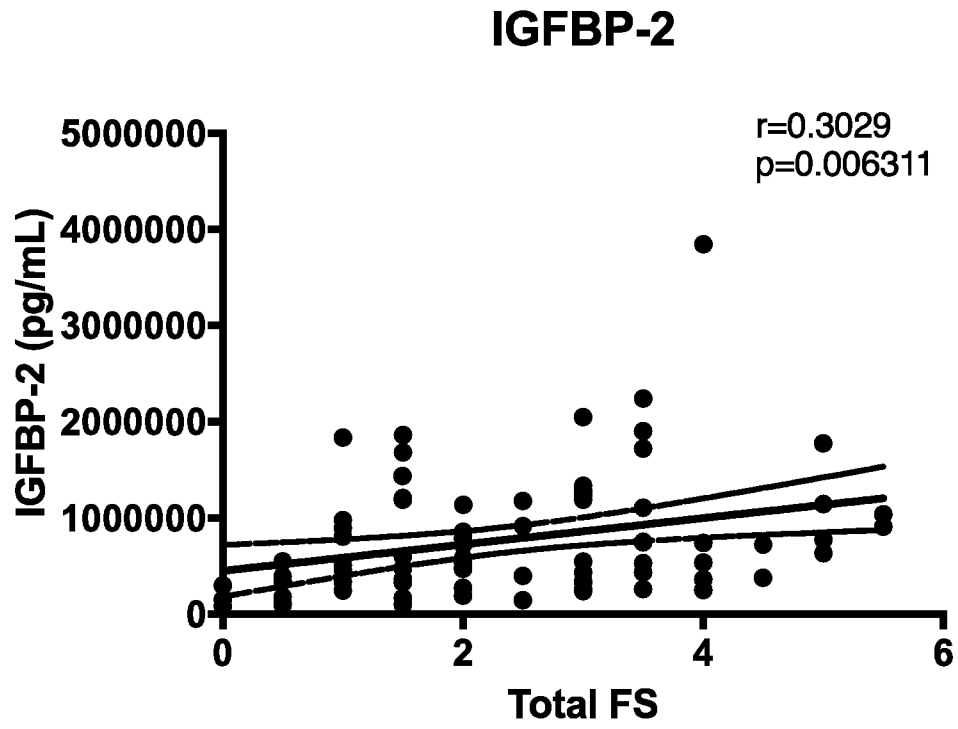 IGFBP-2
r=0.3029
p=0.006311
5000000
4000000
3000000
2000000
1000000
0
IGFBP-2 (pg/mL)
0 2 4 6
Total FS